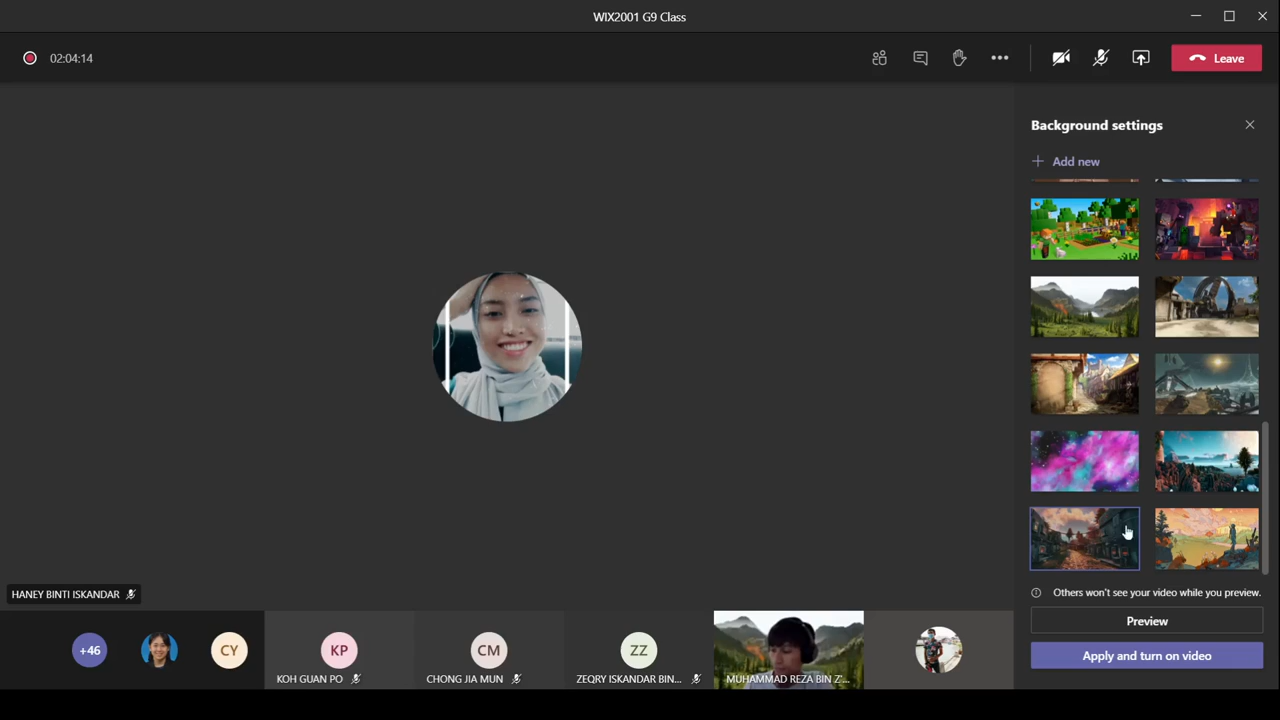 WIX2001 G9 Class
02:04:14
Leave
Background settings
Add new
Others won't see your video while you preview.
Preview
Apply and turn on video
HANEY BINTI ISKANDAR
+46
CY
KP
KOH GUAN PO
CM
CHONG JIA MUN
ZZ
ZEQRY ISKANDAR BIN...
MUHAMMAD REZA BIN Z'...